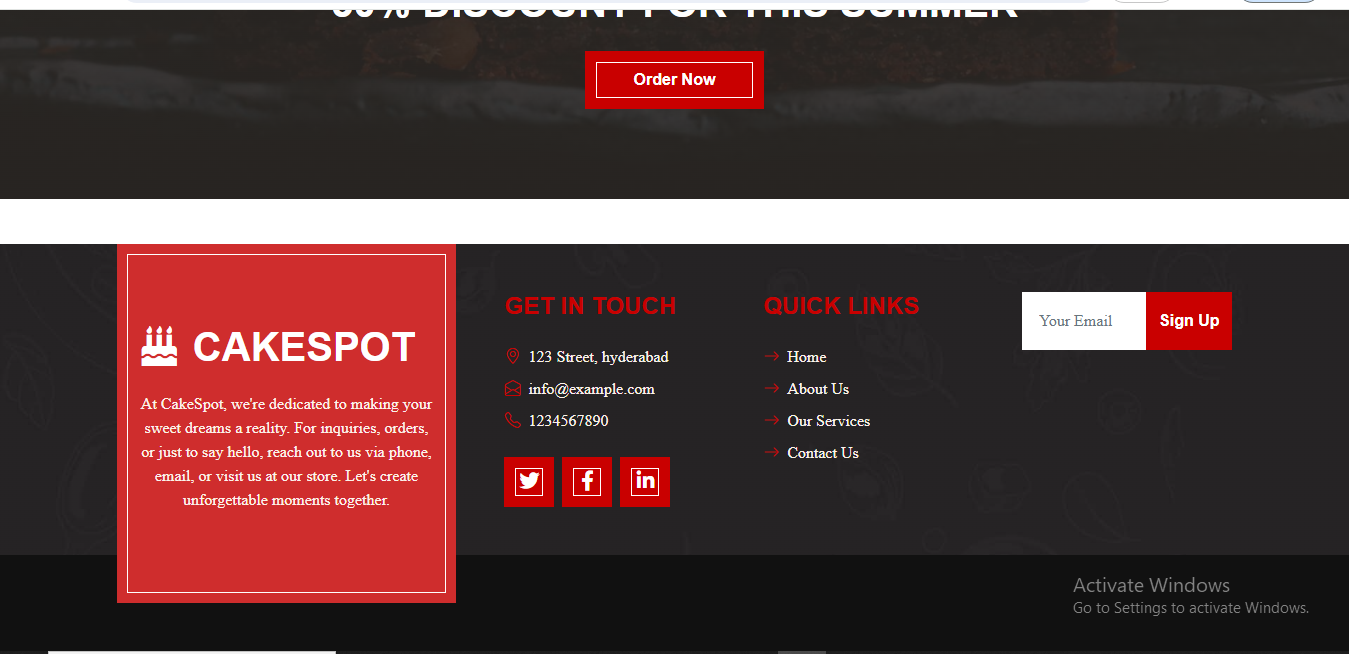 DISCOUNT FOR THIS SUMMER
Order Now
CAKESPOT
At CakeSpot, we're dedicated to making your
sweet dreams a reality. For inquiries, orders,
or just to say hello, reach out to us via phone,
email, or visit us at our store. Let's create
unforgettable moments together.
GET IN TOUCH
123 Street, hyderabad
info@example.com
1234567890
QUICK LINKS
Home
About Us
Our Services
Contact Us
Your Email
Sign Up
Activate Windows
Go to Settings to activate Windows.